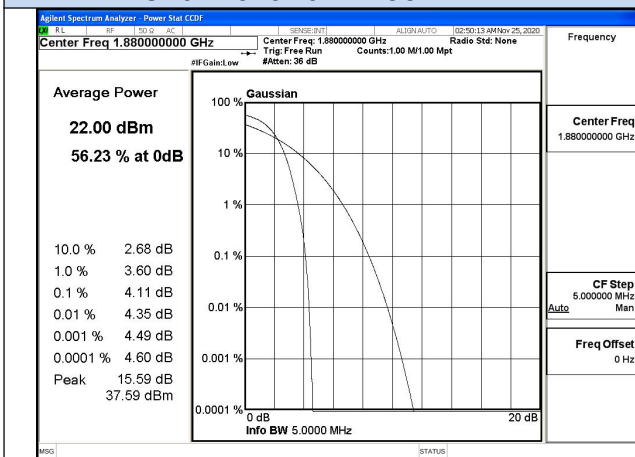 Agilent Spectrum Analyzer - Power Stat CCDF
RL RF 50 Ω AC SENSE:INT ALIGN AUTO 02:50:13 AM Nov 25, 2020
Center Freq 1.880000000 GHz
Center Freq: 1.880000000 GHz Radio Std: None
Trig: Free Run Counts:1.00 M/1.00 Mpt
#IFGain:Low #Atten: 36 dB
Frequency
Average Power
22.00 dBm
56.23 % at 0dB
10.0 % 2.68 dB
1.0 % 3.60 dB
0.1 % 4.11 dB
0.01 % 4.35 dB
0.001 % 4.49 dB
0.0001 % 4.60 dB
Peak 15.59 dB
37.59 dBm
Gaussian
100 %
10 %
1 %
0.1 %
0.01 %
0.001 %
0.0001 %
0 dB 20 dB
Info BW 5.0000 MHz
Center Freq
1.880000000 GHz
CF Step
5.000000 MHz
Auto Man
Freq Offset
0 Hz
MSG STATUS